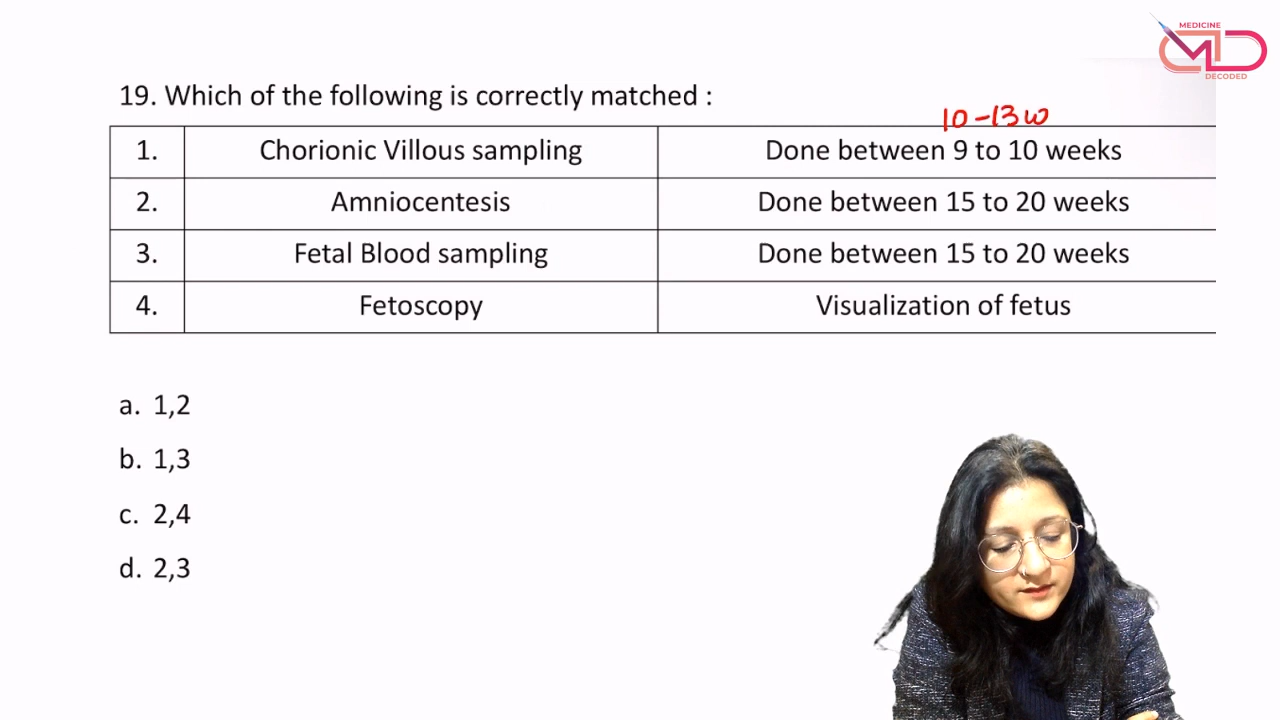 MEDICINE
MD
DECODED
19. Which of the following is correctly matched :
10-13w
1. Chorionic Villous sampling Done between 9 to 10 weeks
2. Amniocentesis Done between 15 to 20 weeks
3. Fetal Blood sampling Done between 15 to 20 weeks
4. Fetoscopy Visualization of fetus
a. 1,2
b. 1,3
c. 2,4
d. 2,3